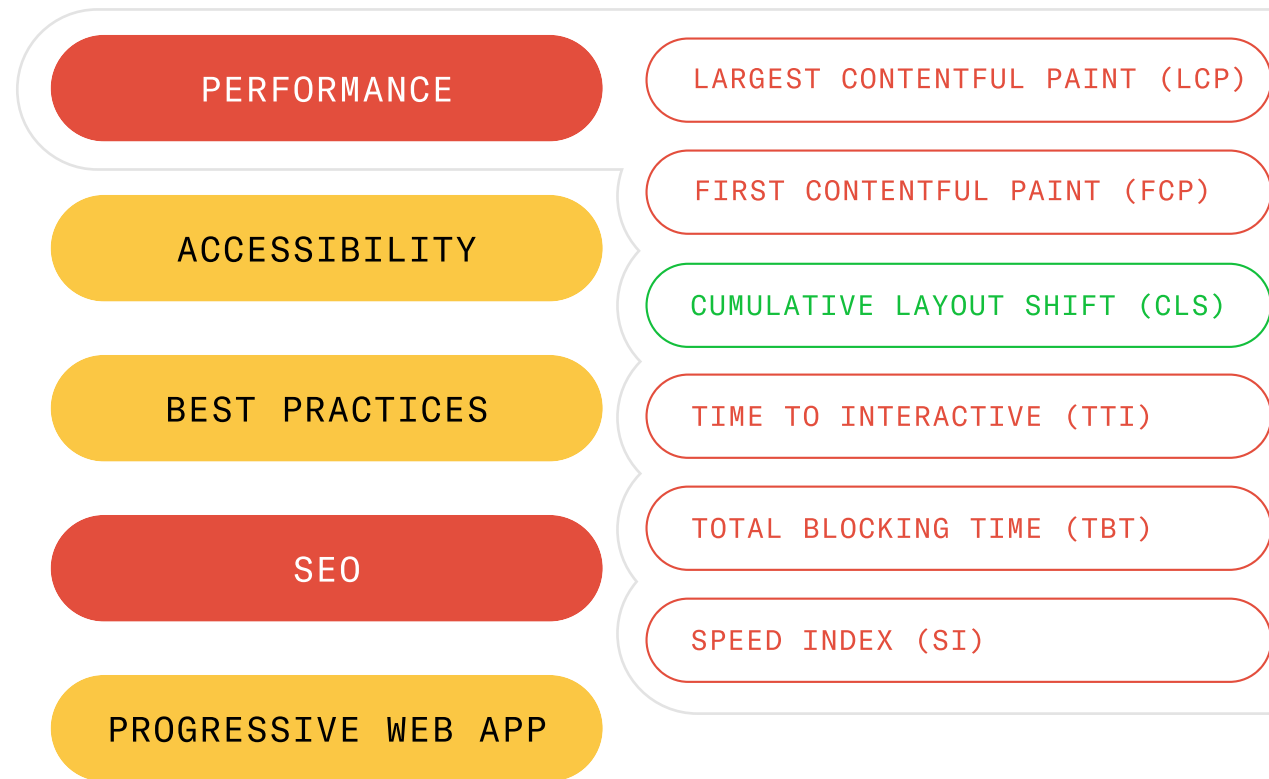 PERFORMANCE
ACCESSIBILITY
BEST PRACTICES
SEO
PROGRESSIVE WEB APP
LARGEST CONTENTFUL PAINT (LCP)
FIRST CONTENTFUL PAINT (FCP)
CUMULATIVE LAYOUT SHIFT (CLS)
TIME TO INTERACTIVE (TTI)
TOTAL BLOCKING TIME (TBT)
SPEED INDEX (SI)